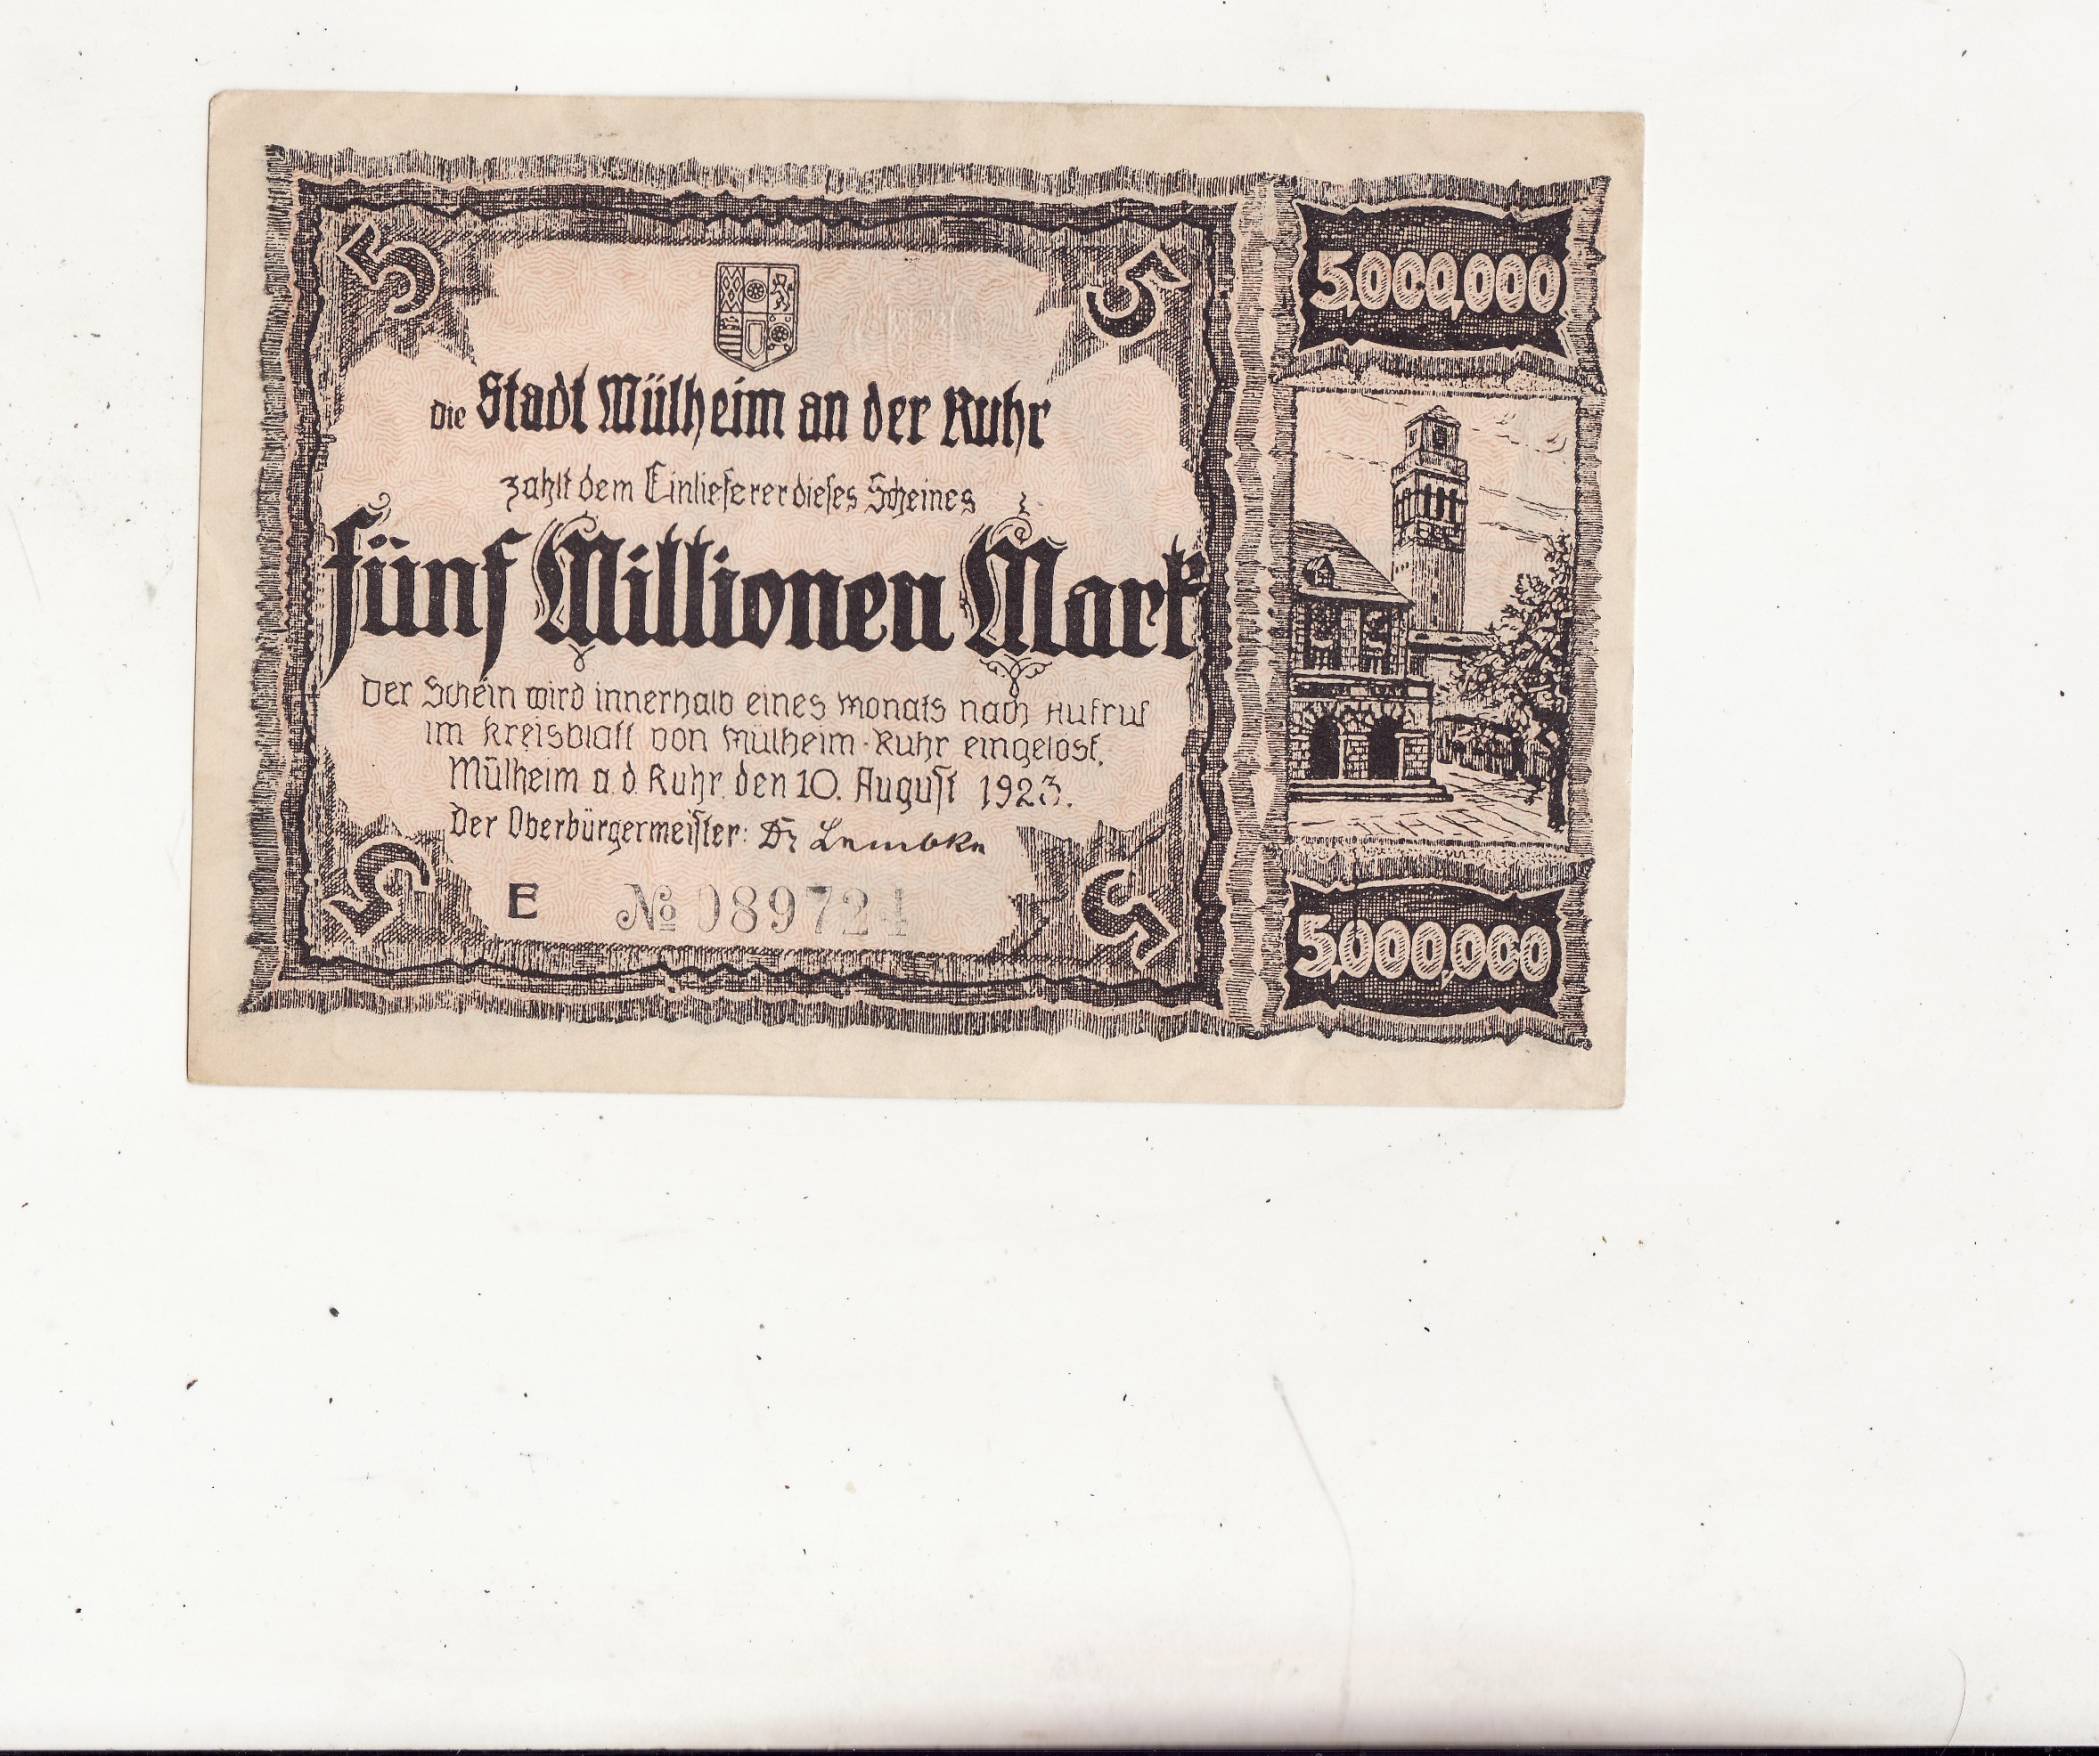 5
5
Die Stadt Mülheim an der Ruhr
zahlt dem Einlieferer dieses Scheines
Fünf Millionen Mark
Der Schein wird innerhalb eines Monats nach Aufruf
im Kreisblatt von Mülheim-Ruhr eingelöst.
Mülheim a. d. Ruhr, den 10. August 1923.
Der Oberbürgermeister: Dr Lembke
E № 089724
5
5
5,000,000
5,000,000